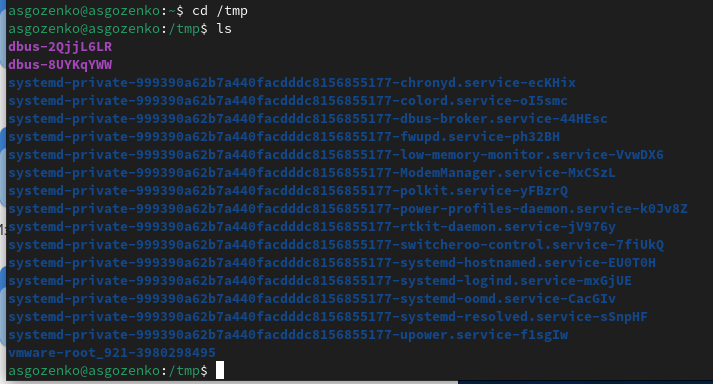 asgozenko@asgozenko:~$ cd /tmp
asgozenko@asgozenko:/tmp$ ls
dbus-2QjjL6LR
dbus-8UYKqYWW
systemd-private-999390a62b7a440facdddc8156855177-chronyd.service-ecKHix
systemd-private-999390a62b7a440facdddc8156855177-colord.service-oI5smc
systemd-private-999390a62b7a440facdddc8156855177-dbus-broker.service-44HEsc
systemd-private-999390a62b7a440facdddc8156855177-fwupd.service-ph32BH
systemd-private-999390a62b7a440facdddc8156855177-low-memory-monitor.service-VvwDX6
systemd-private-999390a62b7a440facdddc8156855177-ModemManager.service-MxCSzL
systemd-private-999390a62b7a440facdddc8156855177-polkit.service-yFBzrQ
systemd-private-999390a62b7a440facdddc8156855177-power-profiles-daemon.service-k0Jv8Z
systemd-private-999390a62b7a440facdddc8156855177-rtkit-daemon.service-jV976y
systemd-private-999390a62b7a440facdddc8156855177-switcheroo-control.service-7fiUkQ
systemd-private-999390a62b7a440facdddc8156855177-systemd-hostnamed.service-EU0T0H
systemd-private-999390a62b7a440facdddc8156855177-systemd-logind.service-mxGjUE
systemd-private-999390a62b7a440facdddc8156855177-systemd-oomd.service-CacGIv
systemd-private-999390a62b7a440facdddc8156855177-systemd-resolved.service-sSnpHF
systemd-private-999390a62b7a440facdddc8156855177-upower.service-f1sgIw
vmware-root_921-3980298495
asgozenko@asgozenko:/tmp$